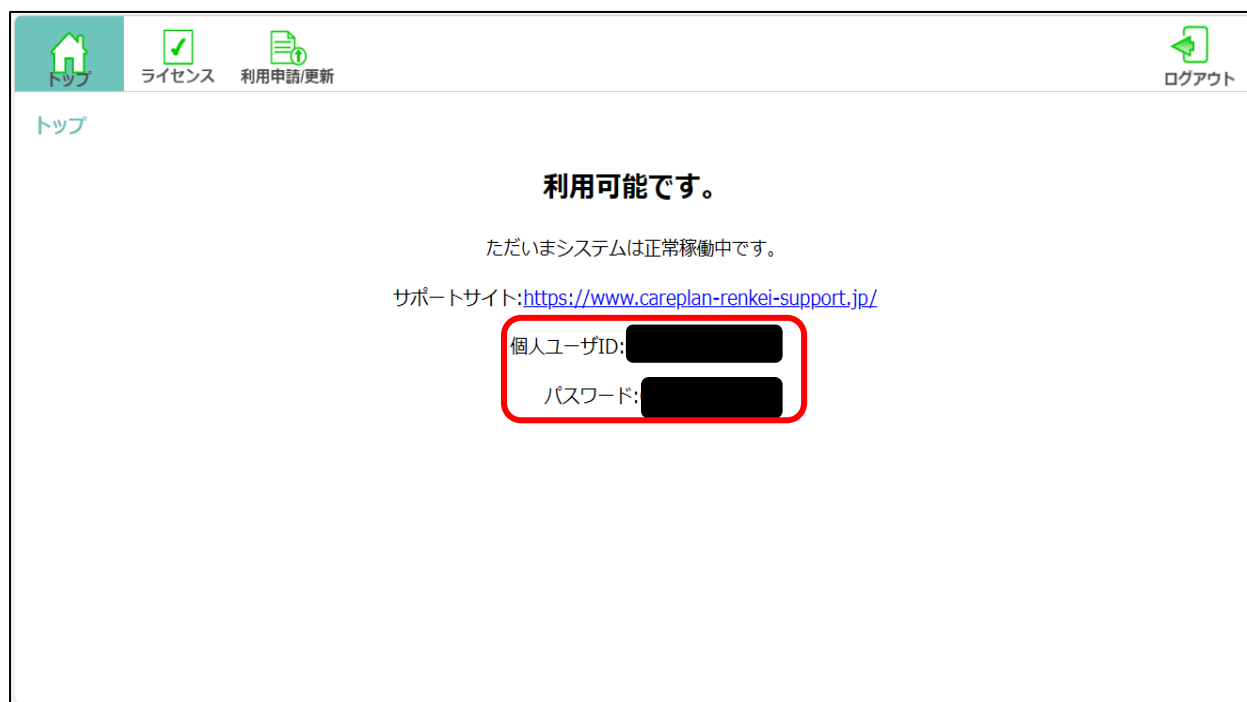 トップ
ライセンス
利用申請/更新
ログアウト
トップ
利用可能です。
ただいまシステムは正常稼働中です。
サポートサイト:https://www.careplan-renkei-support.jp/
個人ユーザID:
パスワード: